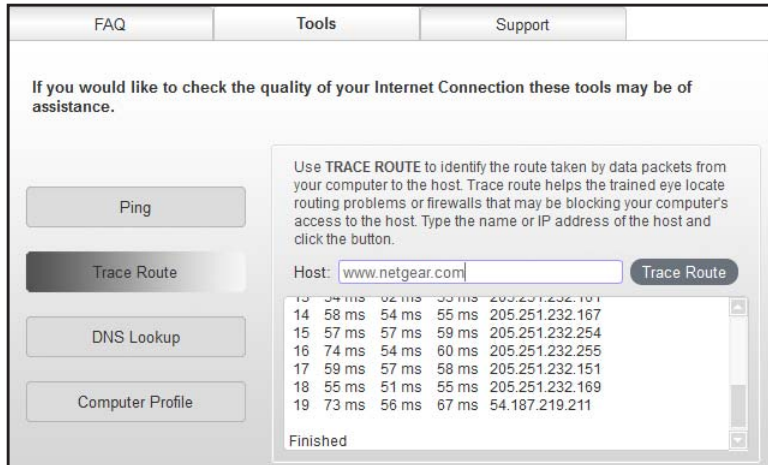 FAQ
Tools
Support
If you would like to check the quality of your Internet Connection these tools may be of
assistance.
Ping
Trace Route
DNS Lookup
Computer Profile
Use TRACE ROUTE to identify the route taken by data packets from
your computer to the host. Trace route helps the trained eye locate
routing problems or firewalls that may be blocking your computer's
access to the host. Type the name or IP address of the host and
click the button.
Host: www.netgear.com Trace Route
14 58 ms 54 ms 55 ms 205.251.232.167
15 57 ms 57 ms 59 ms 205.251.232.254
16 74 ms 54 ms 60 ms 205.251.232.255
17 59 ms 57 ms 58 ms 205.251.232.151
18 55 ms 51 ms 55 ms 205.251.232.169
19 73 ms 56 ms 67 ms 54.187.219.211
Finished